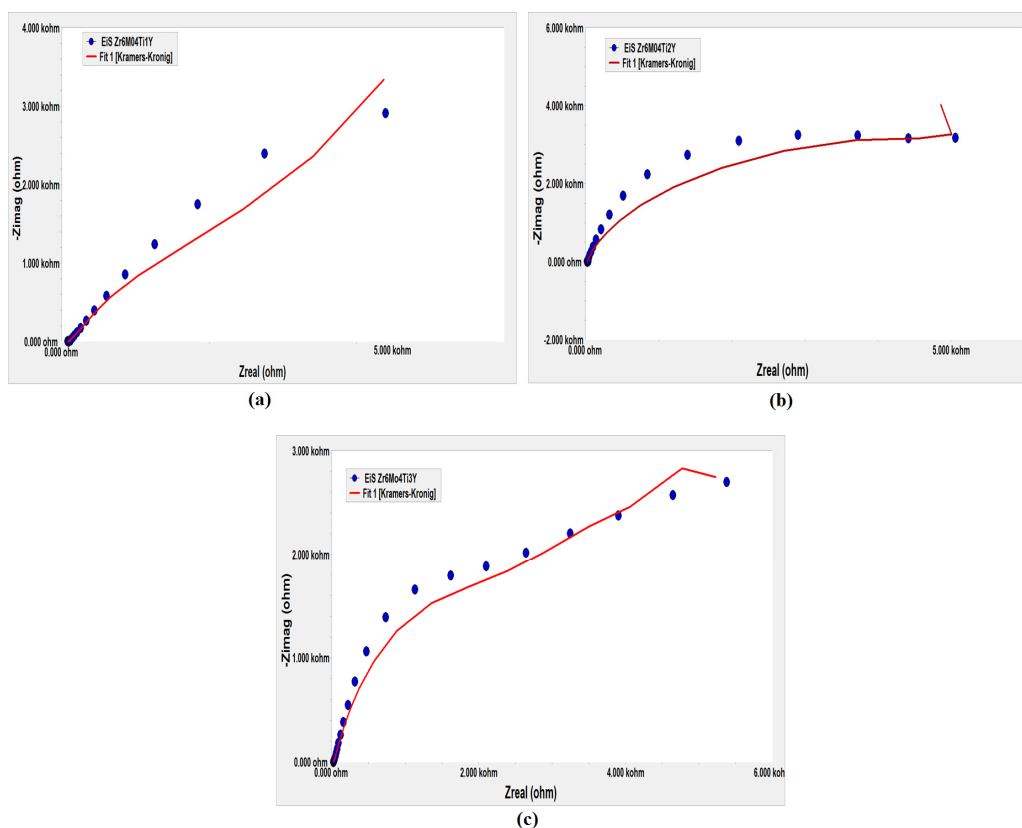 4.000 kohm
EiS Zr6M04Ti1Y
Fit 1 [Kramers-Kronig]
3.000 kohm
-Zimag (ohm)
2.000 kohm
1.000 kohm
0.000 ohm
0.000 ohm
5.000 kohm
Zreal (ohm)
(a)
6.000 kohm
EiS Zr6M04Ti2Y
Fit 1 [Kramers-Kronig]
4.000 kohm
-Zimag (ohm)
2.000 kohm
0.000 ohm
-2.000 kohm
0.000 ohm
5.000 kohm
Zreal (ohm)
(b)
3.000 kohm
EiS Zr6Mo4Ti3Y
Fit 1 [Kramers-Kronig]
2.000 kohm
-Zimag (ohm)
1.000 kohm
0.000 ohm
0.000 ohm
2.000 kohm
4.000 kohm
6.000 koh
Zreal (ohm)
(c)